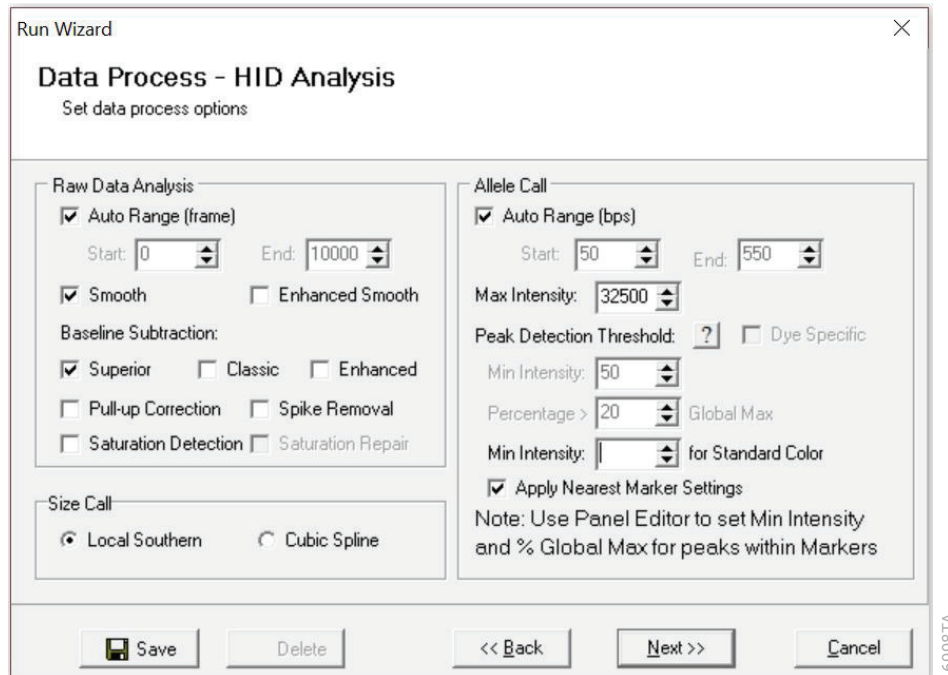 Run Wizard
Data Process - HID Analysis
Set data process options
Raw Data Analysis
Auto Range (frame)
Start: 0 End: 10000
Smooth Enhanced Smooth
Baseline Subtraction:
Superior Classic Enhanced
Pull-up Correction Spike Removal
Saturation Detection Saturation Repair
Size Call
Local Southern Cubic Spline
Allele Call
Auto Range (bps)
Start: 50 End: 550
Max Intensity: 32500
Peak Detection Threshold: ? Dye Specific
Min Intensity: 50
Percentage > 20 Global Max
Min Intensity: for Standard Color
Apply Nearest Marker Settings
Note: Use Panel Editor to set Min Intensity
and % Global Max for peaks within Markers
Save Delete << Back Next >> Cancel